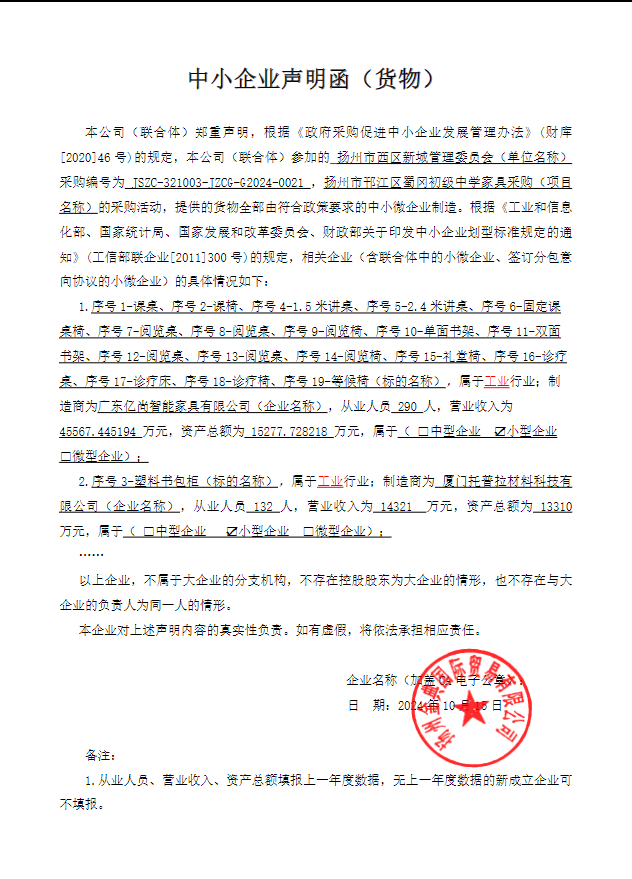 中小企业声明函（货物）
本公司（联合体）郑重声明，根据《政府采购促进中小企业发展管理办法》(财库
[2020]46 号)的规定，本公司（联合体）参加的 扬州市西区新城管理委员会（单位名称）
采购编号为 JSZC-321003-JZCG-G2024-0021 ，扬州市邗江区蜀冈初级中学家具采购（项目
名称）的采购活动，提供的货物全部由符合政策要求的中小微企业制造。根据《工业和信息
化部、国家统计局、国家发展和改革委员会、财政部关于印发中小企业划型标准规定的通
知》(工信部联企业[2011]300 号)的规定，相关企业（含联合体中的小微企业、签订分包意
向协议的小微企业）的具体情况如下：
1.序号 1-课桌、序号 2-课椅、序号 4-1.5 米讲桌、序号 5-2.4 米讲桌、序号 6-固定课
桌椅、序号 7-阅览桌、序号 8-阅览桌、序号 9-阅览椅、序号 10-单面书架、序号 11-双面
书架、序号 12-阅览桌、序号 13-阅览桌、序号 14-阅览椅、序号 15-礼堂椅、序号 16-诊疗
桌、序号 17-诊疗床、序号 18-诊疗椅、序号 19-等候椅（标的名称），属于工业行业；制
造商为广东亿尚智能家具有限公司（企业名称），从业人员 290 人，营业收入为
45567.445194 万元，资产总额为 15277.728218 万元，属于（ □中型企业 ☑小型企业
□微型企业）；
2.序号 3-塑料书包柜（标的名称），属于工业行业；制造商为 厦门托普拉材料科技有
限公司（企业名称），从业人员 132 人，营业收入为 14321 万元，资产总额为 13310
万元，属于（ □中型企业 ☑小型企业 □微型企业）；
……
以上企业，不属于大企业的分支机构，不存在控股股东为大企业的情形，也不存在与大
企业的负责人为同一人的情形。
本企业对上述声明内容的真实性负责。如有虚假，将依法承担相应责任。
企业名称（加盖 CA 电子公章）：
日 期：2024 年 10 月 15 日
扬州金典国际贸易有限公司
备注：
1.从业人员、营业收入、资产总额填报上一年度数据，无上一年度数据的新成立企业可
不填报。